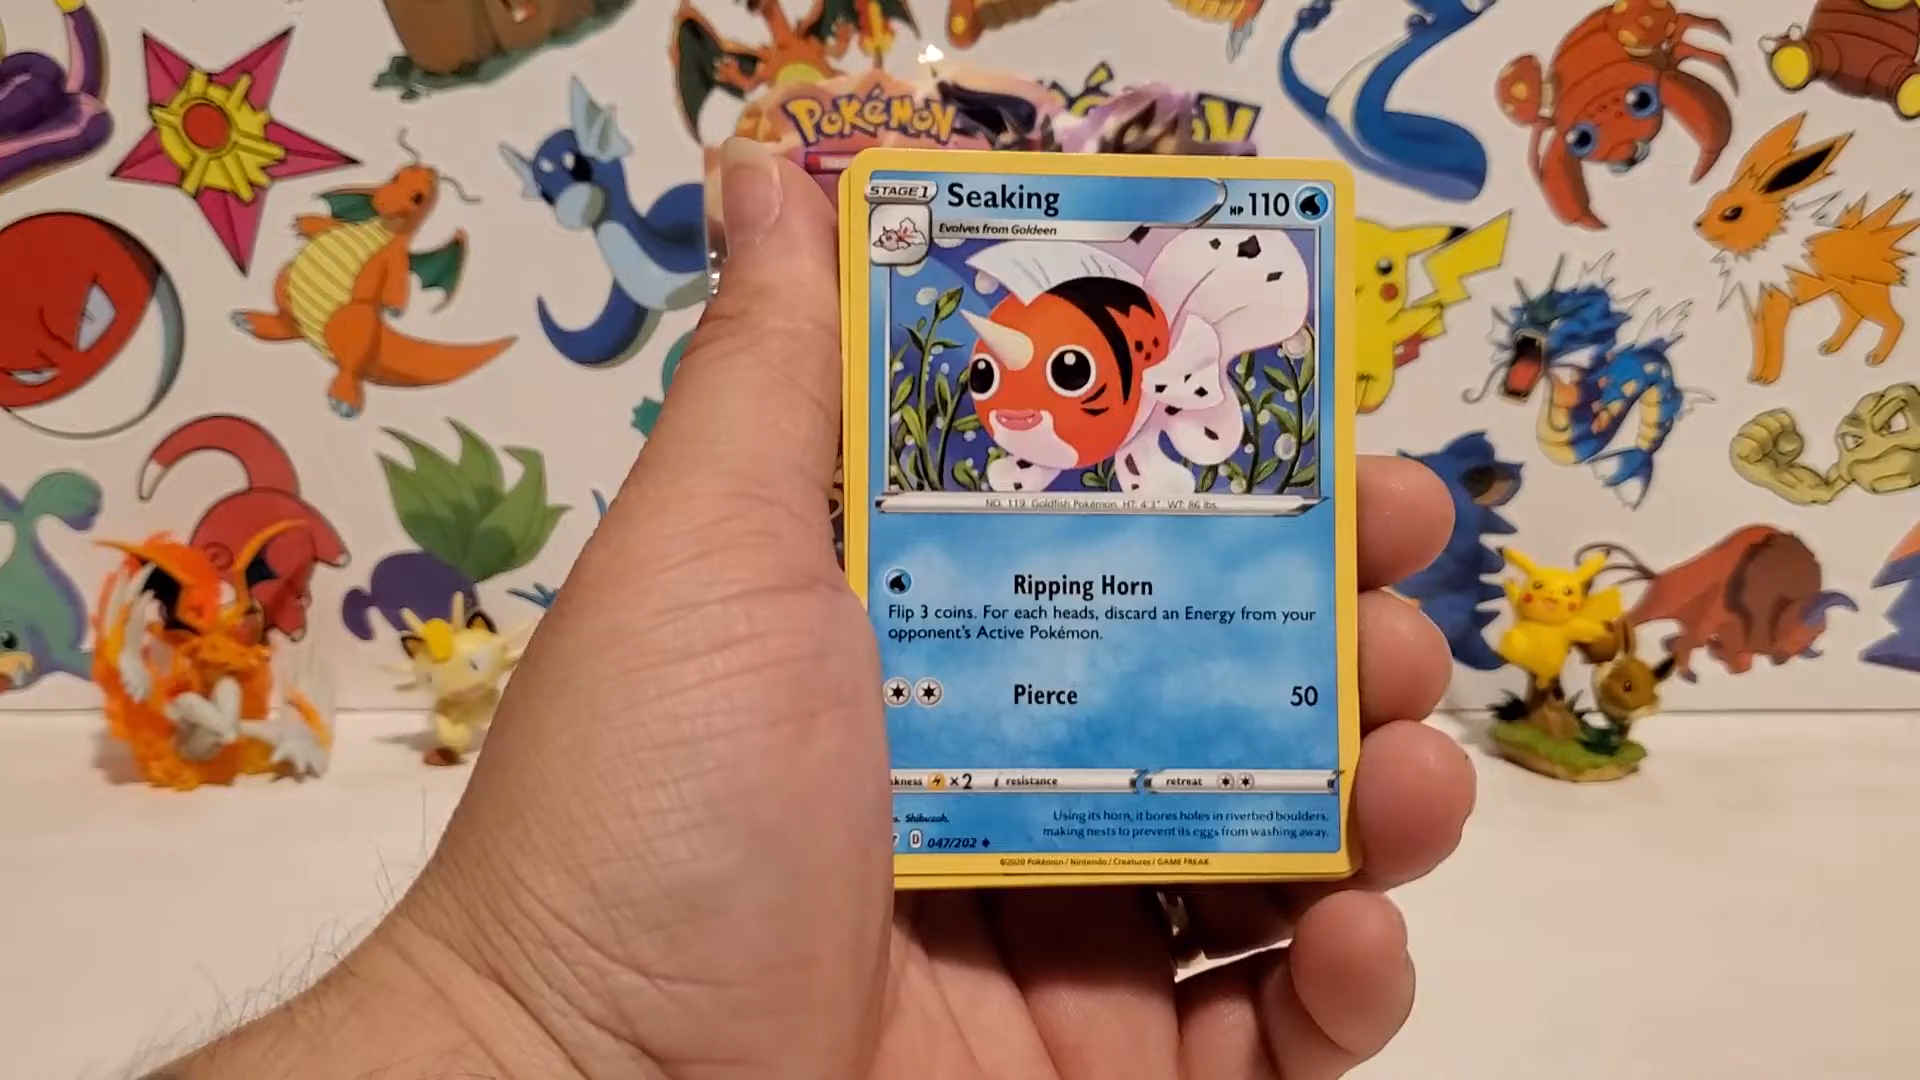 POKÉMON
STAGE 1 Seaking HP 110
Evolves from Goldeen
NO. 119 Goldfish Pokémon HT: 4'3" WT: 86 lbs.
Ripping Horn
Flip 3 coins. For each heads, discard an Energy from your
opponent's Active Pokémon.
Pierce 50
kness ×2 resistance retreat
s. Shibuzoh. Using its horn, it bores holes in riverbed boulders,
making nests to prevent its eggs from washing away.
D 047/202
©2020 Pokémon / Nintendo / Creatures / GAME FREAK